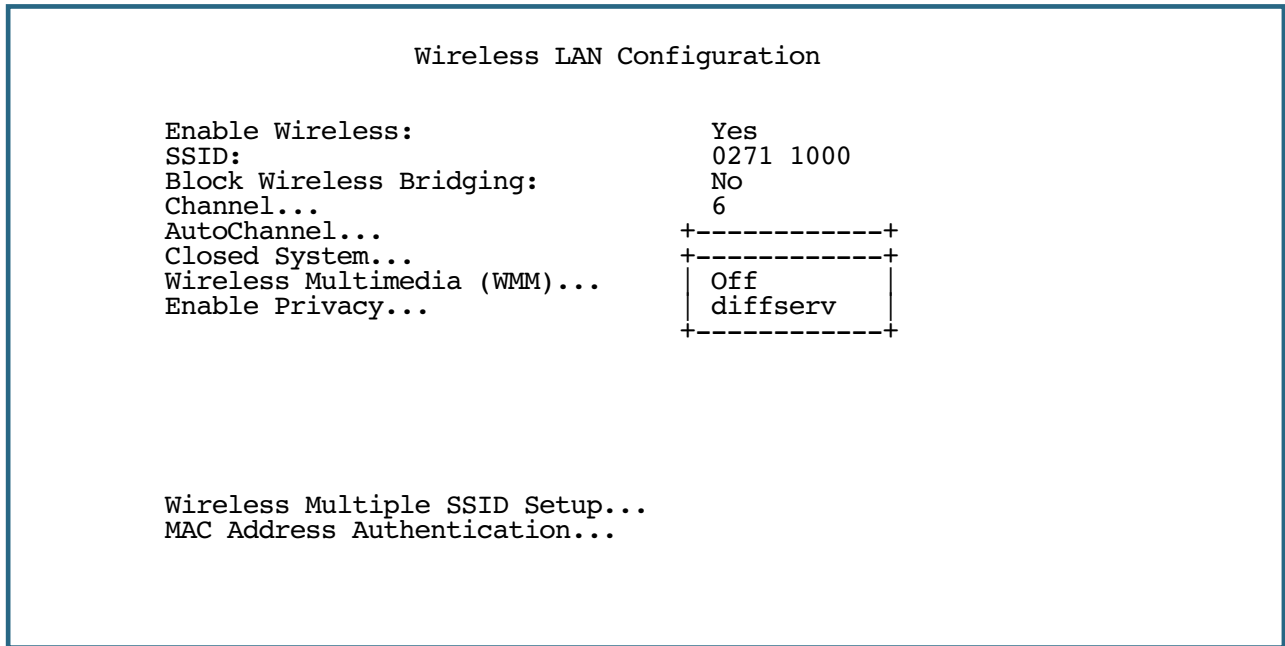 Wireless LAN Configuration
Enable Wireless: Yes
SSID: 0271 1000
Block Wireless Bridging: No
Channel... 6
AutoChannel... +------------+
Closed System... +------------+
Wireless Multimedia (WMM)... | Off |
Enable Privacy... | diffserv |
+------------+
Wireless Multiple SSID Setup...
MAC Address Authentication...